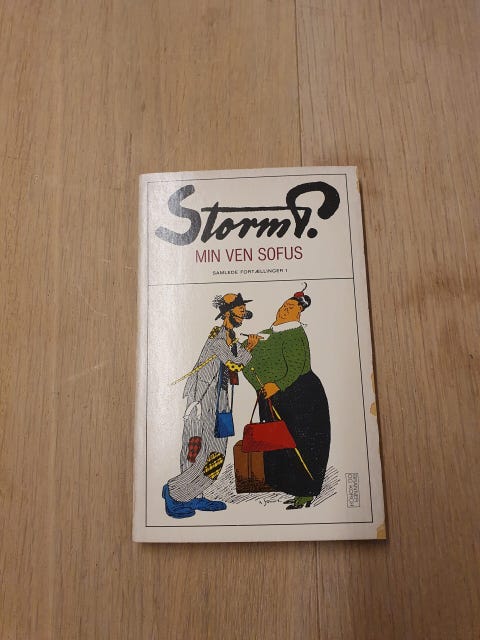 Storm P.
MIN VEN SOFUS
SAMLEDE FORTÆLLINGER 1